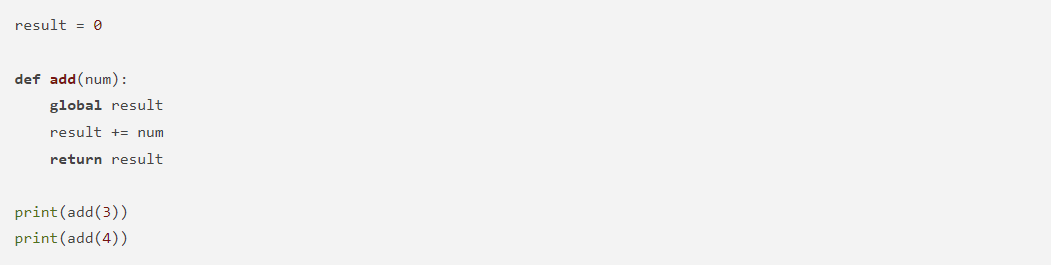 result = 0
def add(num):
    global result
    result += num
    return result
print(add(3))
print(add(4))